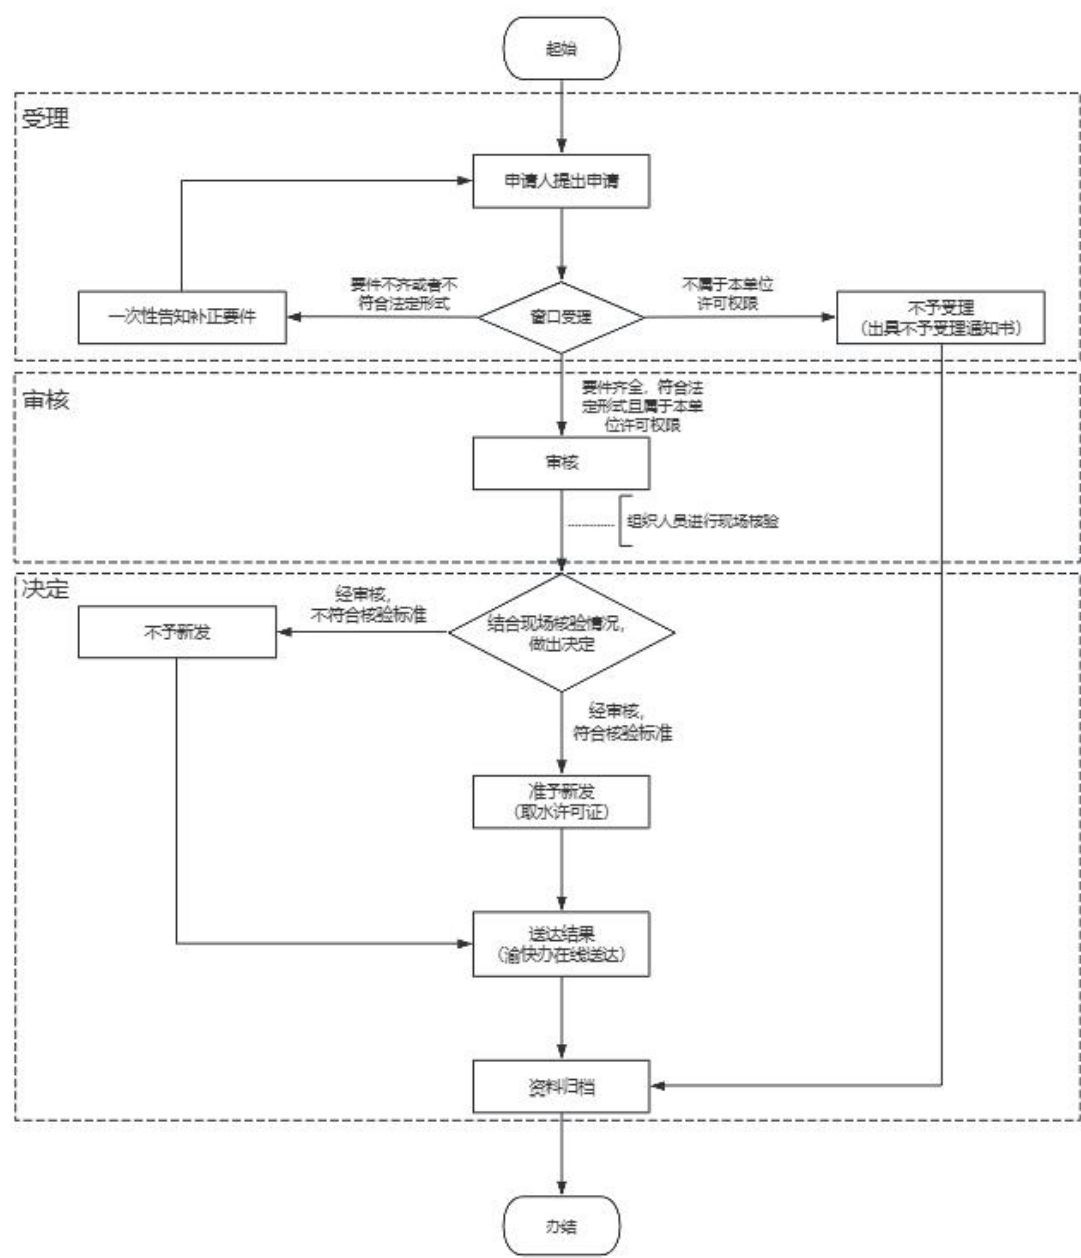 起始
受理
申请人提出申请
要件不齐或者不
符合法定形式
不属于本单位
许可权限
一次性告知补正要件
窗口受理
不予受理
（出具不予受理通知书）
审核
要件齐全，符合法
定形式且属于本单
位许可权限
审核
组织人员进行现场核验
决定
经审核，
不符合核验标准
不予新发
结合现场核验情况，
做出决定
经审核，
符合核验标准
准予新发
（取水许可证）
送达结果
（渝快办在线送达）
资料归档
办结